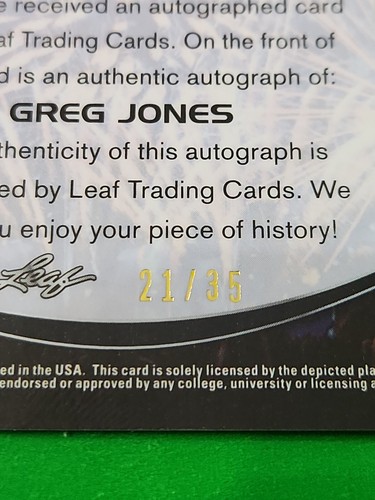 received an autographed card
af Trading Cards. On the front of
d is an authentic autograph of:
GREG JONES
thenticity of this autograph is
ed by Leaf Trading Cards. We
u enjoy your piece of history!
Leaf 21/35
ed in the USA. This card is solely licensed by the depicted pla
endorsed or approved by any college, university or licensing a